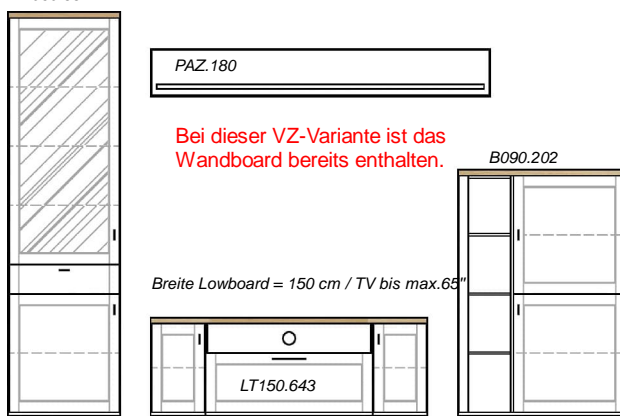 PAZ.180
Bei dieser VZ-Variante ist das
Wandboard bereits enthalten.
B090.202
Breite Lowboard = 150 cm / TV bis max.65"
LT150.643